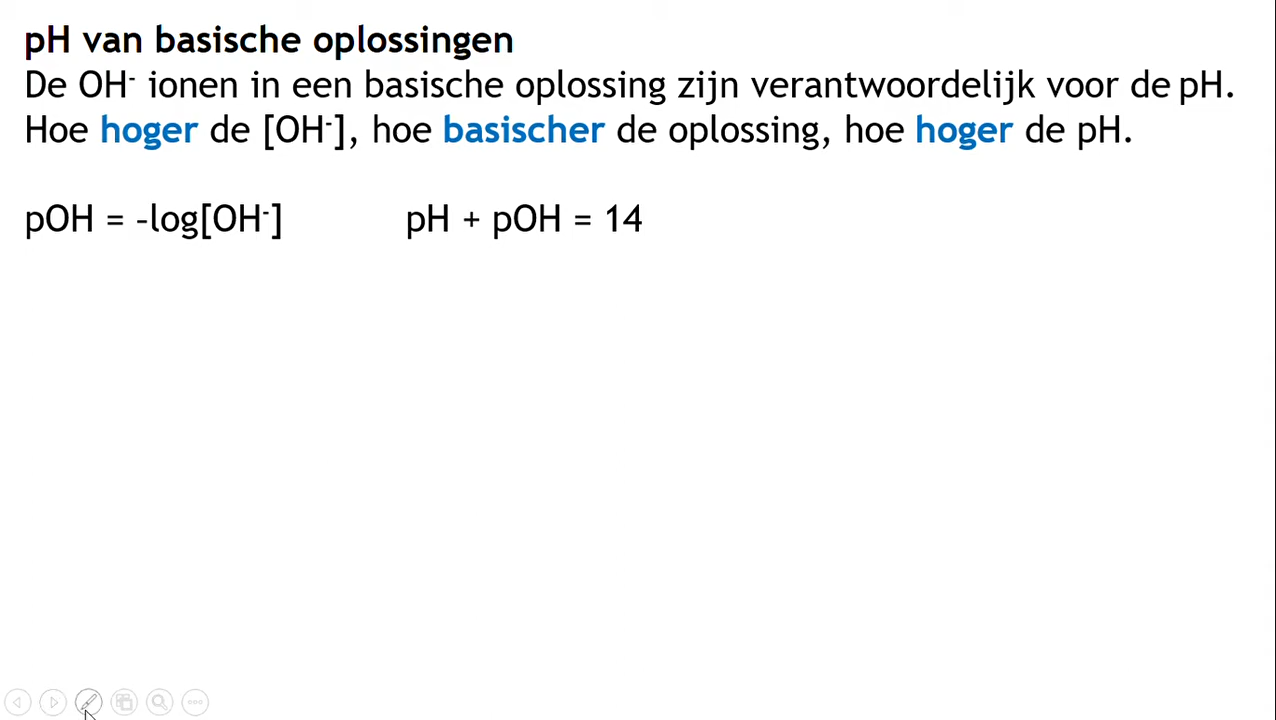 pH van basische oplossingen
De OH⁻ ionen in een basische oplossing zijn verantwoordelijk voor de pH.
Hoe hoger de [OH⁻], hoe basischer de oplossing, hoe hoger de pH.
pOH = -log[OH⁻] pH + pOH = 14